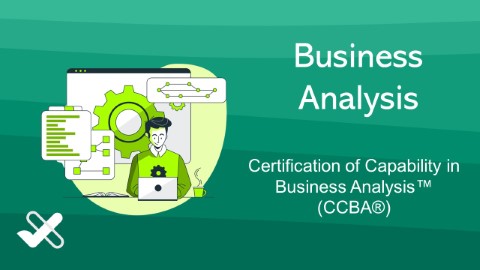 Business
Analysis
Certification of Capability in
Business Analysis™
(CCBA®)